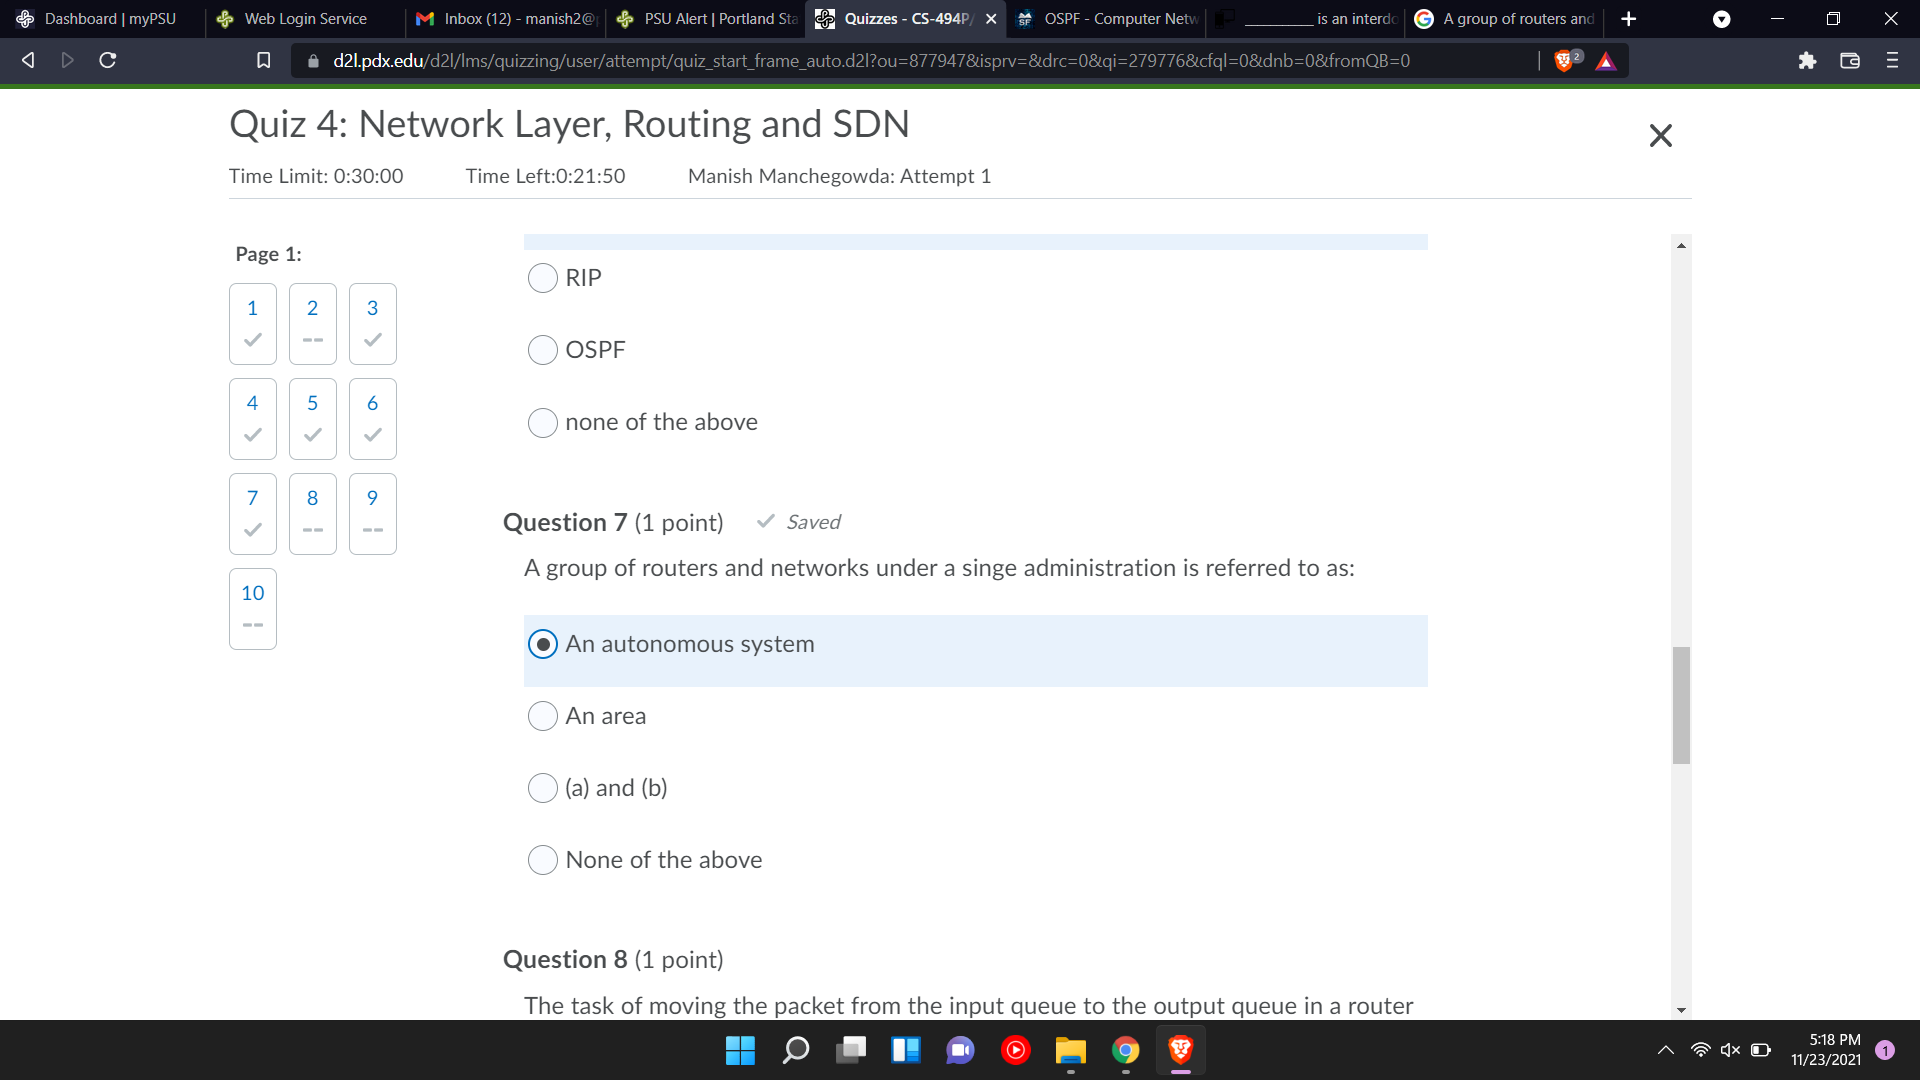 Dashboard | myPSU
Web Login Service
Inbox (12) - manish2@
PSU Alert | Portland Sta
Quizzes - CS-494P/
OSPF - Computer Netw
_________ is an interdo
A group of routers and
d2l.pdx.edu/d2l/lms/quizzing/user/attempt/quiz_start_frame_auto.d2l?ou=877947&isprv=&drc=0&qi=279776&cfql=0&dnb=0&fromQB=0
2
Quiz 4: Network Layer, Routing and SDN
Time Limit: 0:30:00 Time Left:0:21:50 Manish Manchegowda: Attempt 1
Page 1:
1 2 3
-- 
4 5 6
7 8 9
-- --
10
--
RIP
OSPF
none of the above
Question 7 (1 point) Saved
A group of routers and networks under a singe administration is referred to as:
An autonomous system
An area
(a) and (b)
None of the above
Question 8 (1 point)
The task of moving the packet from the input queue to the output queue in a router
5:18 PM
11/23/2021
1